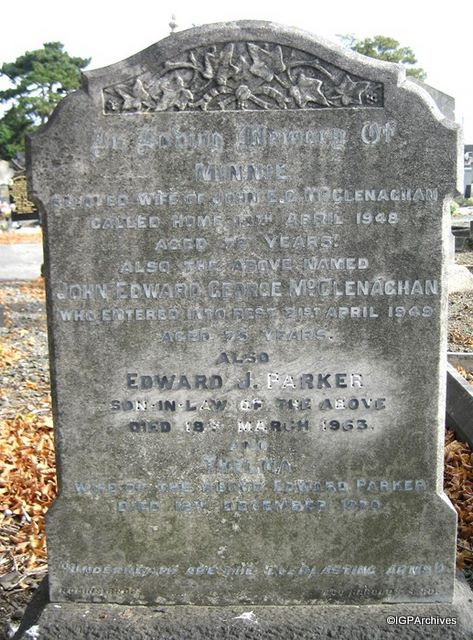 In Loving Memory Of
MINNIE
BELOVED WIFE OF JOHN E. G. McCLENAGHAN
CALLED HOME APRIL 1948
AGED YEARS.
ALSO THE ABOVE NAMED
JOHN EDWARD GEORGE McCLENAGHAN
WHO ENTERED INTO REST 21ST APRIL 1949
AGED 75 YEARS.
ALSO
EDWARD J. PARKER
SON-IN-LAW OF THE ABOVE
DIED 18TH MARCH 1963.
AND
THELMA
WIFE OF THE ABOVE EDWARD PARKER
DIED DECEMBER
"UNDERNEATH ARE THE EVERLASTING ARMS"
©IGPArchives